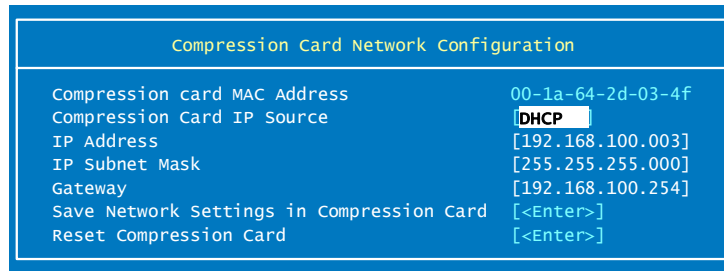 Compression Card Network Configuration
Compression card MAC Address 00-1a-64-2d-03-4f
Compression Card IP Source [DHCP ]
IP Address [192.168.100.003]
IP Subnet Mask [255.255.255.000]
Gateway [192.168.100.254]
Save Network Settings in Compression Card [<Enter>]
Reset Compression Card [<Enter>]